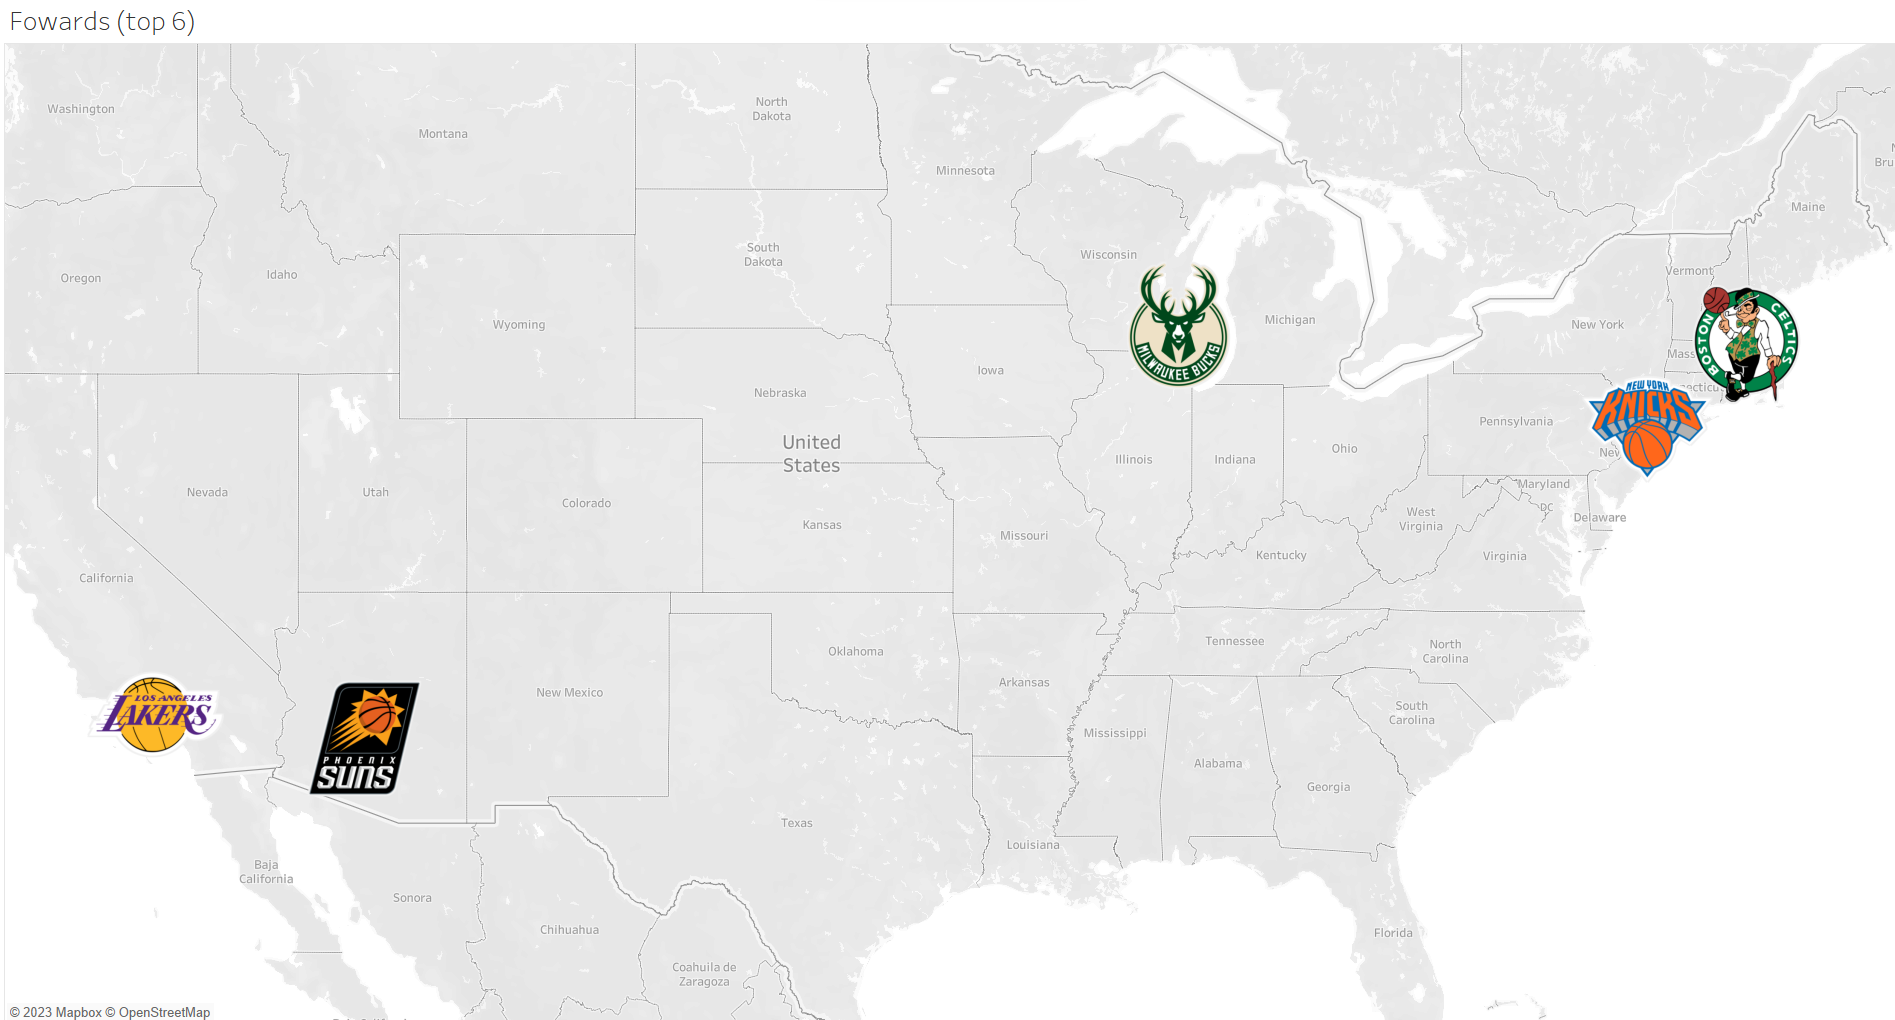 Fowards (top 6)
Washington
Montana
North
Dakota
Minnesota
Bru
Maine
Oregon
Idaho
South
Dakota
Wisconsin
Vermont
Wyoming
Michigan
New York
MILWAUKEE BUCKS
BOSTON CELTICS
Mass
Iowa
necticu
Nebraska
NEW YORK
KNICKS
Pennsylvania
United
States
Illinois
Indiana
Ohio
New
Nevada
Utah
Colorado
Maryland
DC
Delaware
West
Virginia
Kansas
Missouri
Kentucky
Virginia
California
Oklahoma
Tennessee
North
Carolina
New Mexico
Arkansas
South
Carolina
LOS ANGELES
LAKERS
PHOENIX
SUNS
Mississippi
Alabama
Georgia
Texas
Louisiana
Baja
California
Sonora
Chihuahua
Florida
Coahuila de
Zaragoza
© 2023 Mapbox © OpenStreetMap